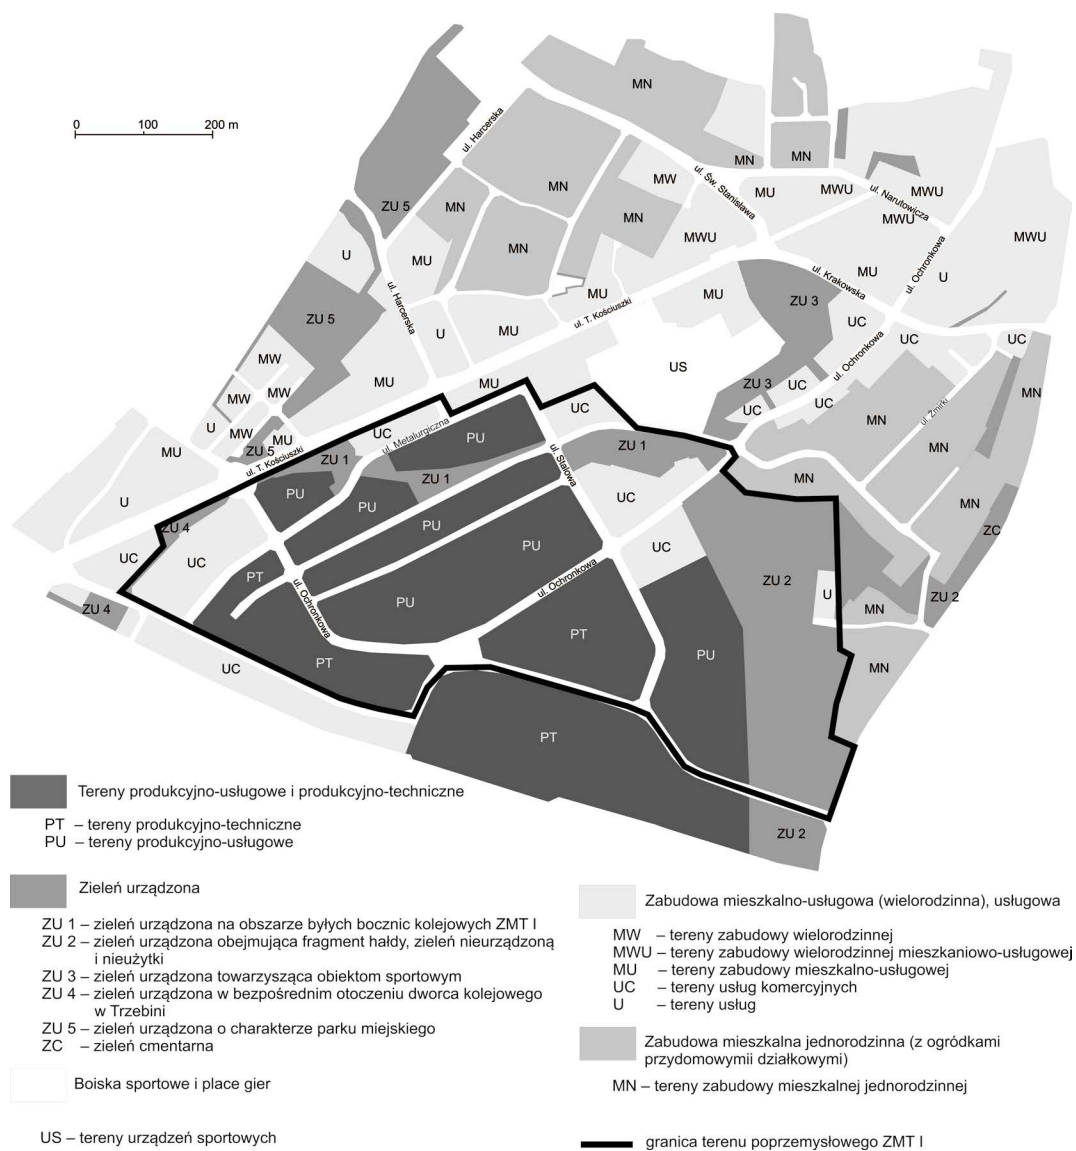 0 100 200 m
MN
ul. Harcerska
MN
MN
MW
ul. Św. Stanisława
MN
MU
MWU
MWU
ul. Narutowicza
ZU 5
MN
MN
MWU
MWU
MWU
U
MU
MN
MU
MU
ul. Krakowska
MU
U
ul. Ochronkowa
ul. Harcerska
ZU 5
U
MU
ul. T. Kościuszki
ZU 3
UC
UC
UC
ul. Ochronkowa
MW
MW
MW
MU
MU
US
ZU 3
UC
UC
UC
MN
MN
ul. Żmirki
U
MW
MU
ZU 5
ul. T. Kościuszki
UC
ul. Metalurgiczna
PU
UC
ZU 1
MN
MU
ZU 1
ZU 1
ul. Stalowa
MN
U
PU
PU
PU
UC
MN
ZC
ZU 4
UC
UC
PT
PU
UC
ZU 2
ul. Ochronkowa
PU
ul. Ochronkowa
U
MN
ZU 2
ZU 4
UC
PT
PT
PU
MN
PT
ZU 2
Tereny produkcyjno-usługowe i produkcyjno-techniczne
PT – tereny produkcyjno-techniczne
PU – tereny produkcyjno-usługowe
Zieleń urządzona
ZU 1 – zieleń urządzona na obszarze byłych bocznic kolejowych ZMT I
ZU 2 – zieleń urządzona obejmująca fragment hałdy, zieleń nieurządzoną
i nieużytki
ZU 3 – zieleń urządzona towarzysząca obiektom sportowym
ZU 4 – zieleń urządzona w bezpośrednim otoczeniu dworca kolejowego
w Trzebini
ZU 5 – zieleń urządzona o charakterze parku miejskiego
ZC – zieleń cmentarna
Boiska sportowe i place gier
US – tereny urządzeń sportowych
Zabudowa mieszkalno-usługowa (wielorodzinna), usługowa
MW – tereny zabudowy wielorodzinnej
MWU – tereny zabudowy wielorodzinnej mieszkaniowo-usługowej
MU – tereny zabudowy mieszkalno-usługowej
UC – tereny usług komercyjnych
U – tereny usług
Zabudowa mieszkalna jednorodzinna (z ogródkami
przydomowymii działkowymi)
MN – tereny zabudowy mieszkalnej jednorodzinnej
granica terenu poprzemysłowego ZMT I